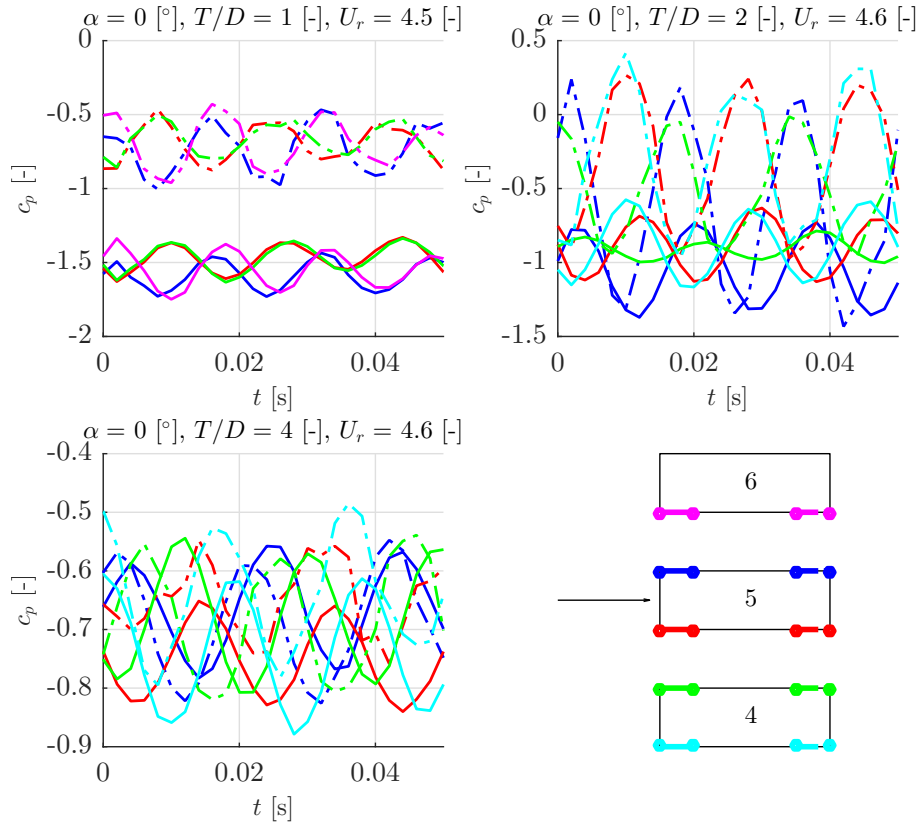 α = 0 [°], T/D = 1 [-], U_r = 4.5 [-]
0
-0.5
-1
-1.5
-2
c_p [-]
0 0.02 0.04
t [s]
α = 0 [°], T/D = 2 [-], U_r = 4.6 [-]
0.5
0
-0.5
-1
-1.5
c_p [-]
0 0.02 0.04
t [s]
α = 0 [°], T/D = 4 [-], U_r = 4.6 [-]
-0.4
-0.5
-0.6
-0.7
-0.8
-0.9
c_p [-]
0 0.02 0.04
t [s]
6
5
4